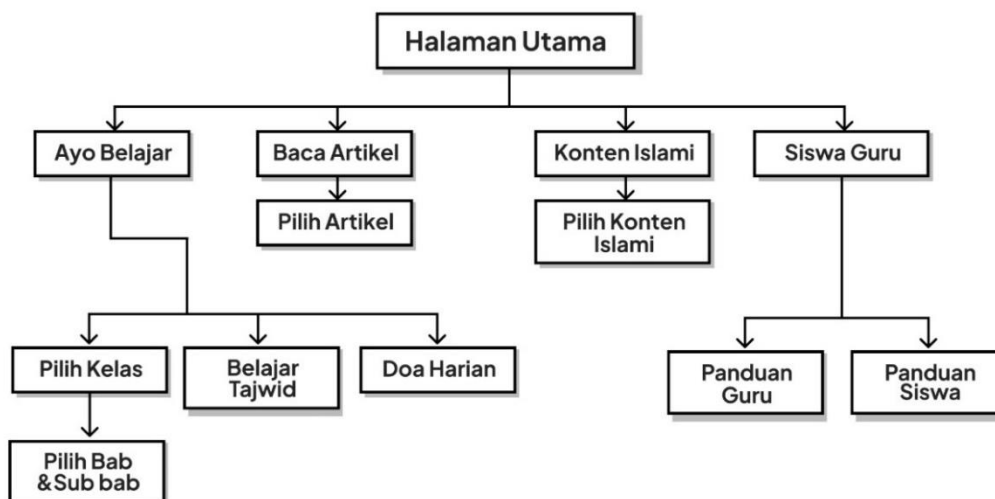 Halaman Utama
Ayo Belajar
Baca Artikel
Konten Islami
Siswa Guru
Pilih Artikel
Pilih Konten
Islami
Pilih Kelas
Belajar
Tajwid
Doa Harian
Panduan
Guru
Panduan
Siswa
Pilih Bab
&Sub bab